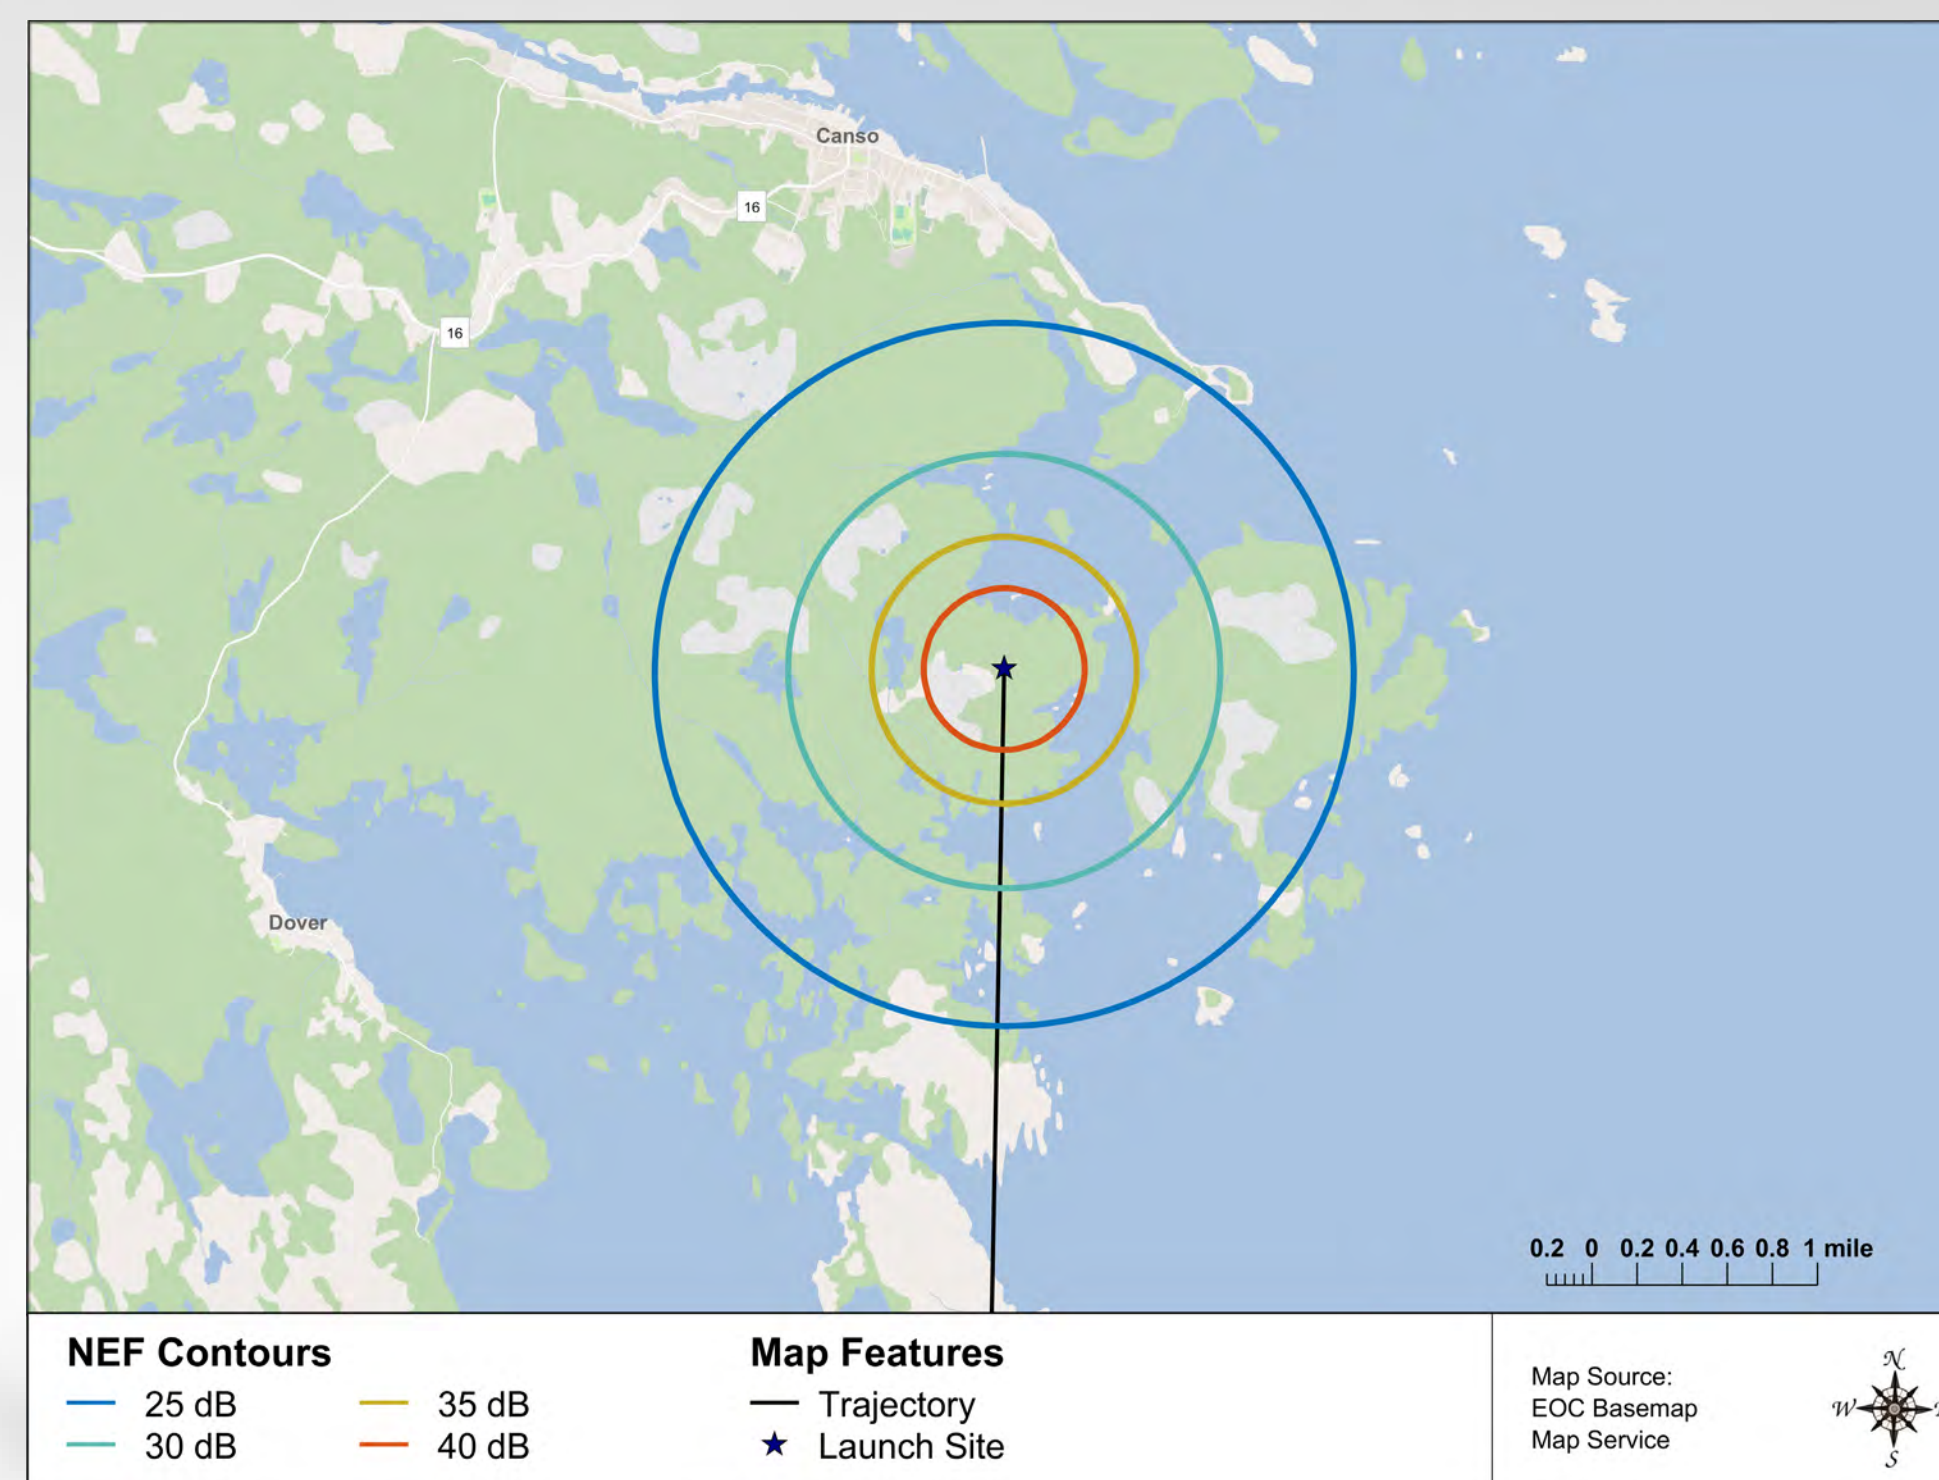 Canso
16
16
Dover
0.2 0 0.2 0.4 0.6 0.8 1 mile
NEF Contours
25 dB
30 dB
35 dB
40 dB
Map Features
Trajectory
Launch Site
Map Source:
EOC Basemap
Map Service
N
W
S